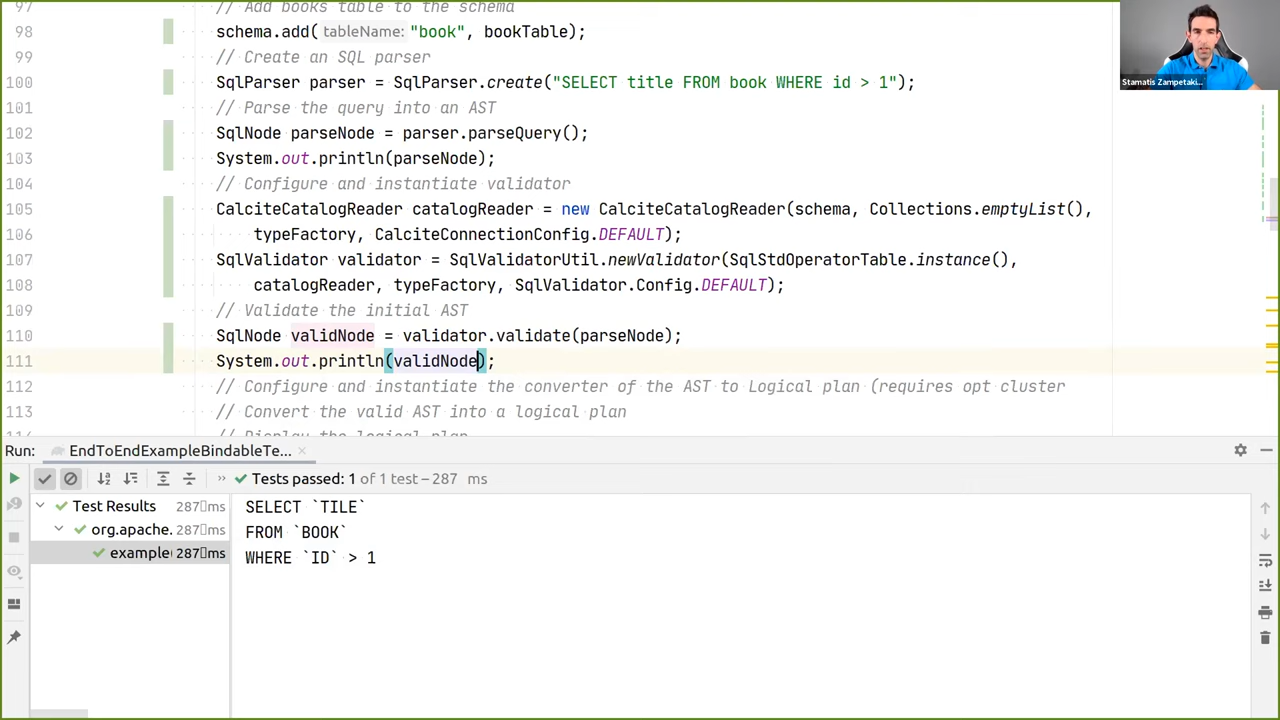 97 // Add books table to the schema
98 schema.add( tableName: "book", bookTable);
99 // Create an SQL parser
100 SqlParser parser = SqlParser.create("SELECT title FROM book WHERE id > 1");
101 // Parse the query into an AST
102 SqlNode parseNode = parser.parseQuery();
103 System.out.println(parseNode);
104 // Configure and instantiate validator
105 CalciteCatalogReader catalogReader = new CalciteCatalogReader(schema, Collections.emptyList(),
106 typeFactory, CalciteConnectionConfig.DEFAULT);
107 SqlValidator validator = SqlValidatorUtil.newValidator(SqlStdOperatorTable.instance(),
108 catalogReader, typeFactory, SqlValidator.Config.DEFAULT);
109 // Validate the initial AST
110 SqlNode validNode = validator.validate(parseNode);
111 System.out.println(validNode);
112 // Configure and instantiate the converter of the AST to Logical plan (requires opt cluster
113 // Convert the valid AST into a logical plan
114 // Display the logical plan
Stamatis Zampetaki...
Run: EndToEndExampleBindableTe...
Tests passed: 1 of 1 test – 287 ms
Test Results 287 ms
org.apache. 287 ms
example 287 ms
SELECT `TILE`
FROM `BOOK`
WHERE `ID` > 1